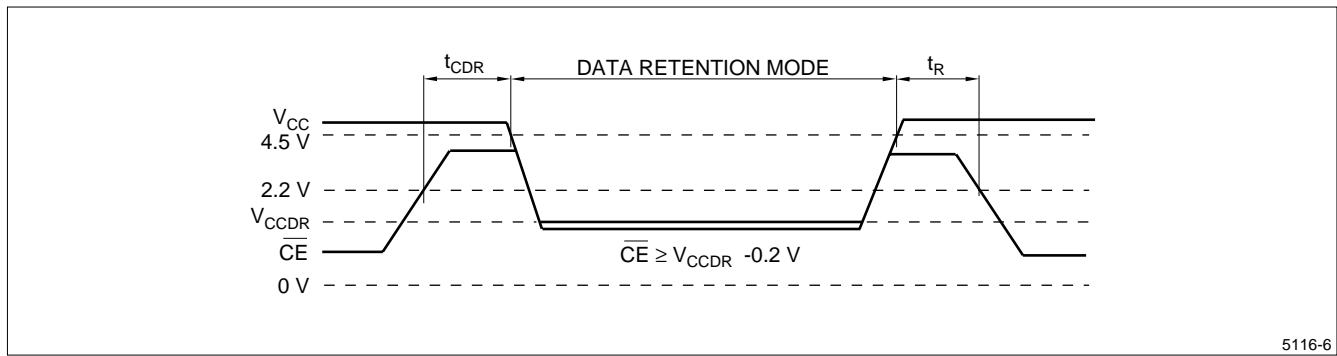 tCDR DATA RETENTION MODE tR
VCC
4.5 V
2.2 V
VCCDR
CE
CE ≥ VCCDR -0.2 V
0 V
5116-6